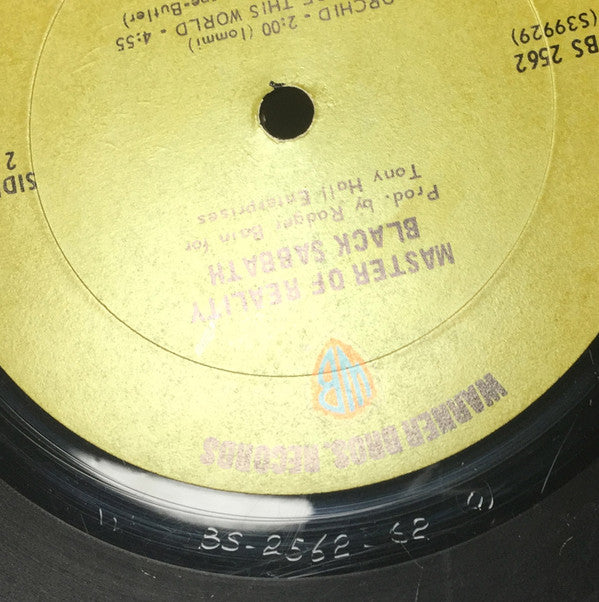 WARNER BROS. RECORDS
WB
MASTER OF REALITY
BLACK SABBATH
Prod. by Rodger Bain for
Tony Hall Enterprises
BS 2562
(S39929)
SIDE
2
ORCHID - 2:00 (Iommi)
THIS WORLD - 4:55
-Butler)
BS-2562